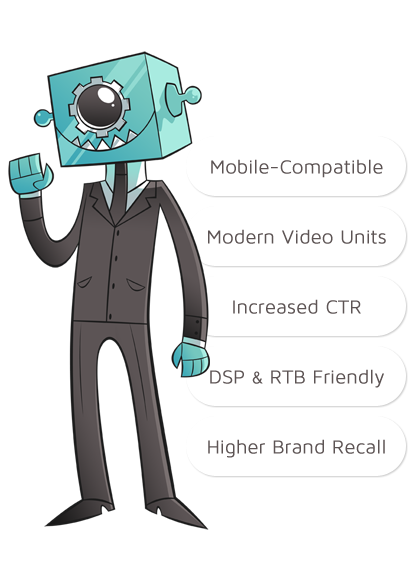 Mobile-Compatible
Modern Video Units
Increased CTR
DSP & RTB Friendly
Higher Brand Recall